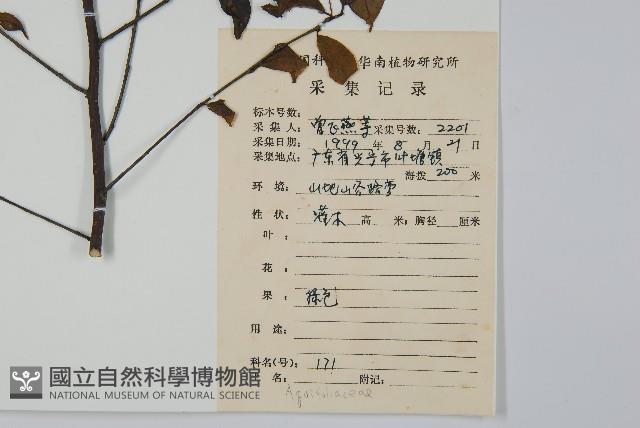 国科 华南植物研究所
采集记录
标本号数:
采集人: 曾飞燕等 采集号数: 2201
采集日期: 1999 年 8 月 21 日
采集地点: 广东省 市 镇
海拨 200 米
环境: 山地山谷路旁
性状: 灌木 高 米; 胸径 厘米
叶:
花:
果: 绿色
用途:
科名(号): 171
名: 附记:
Aquifoliaceae
國立自然科學博物館
NATIONAL MUSEUM OF NATURAL SCIENCE